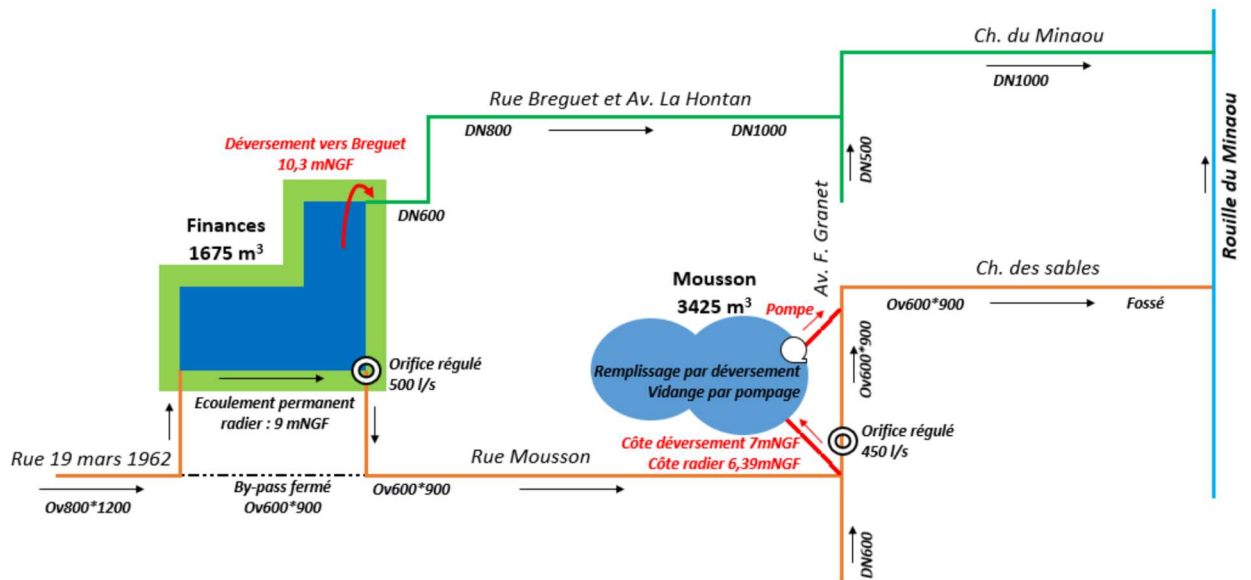 Ch. du Minaou
DN1000
Rue Breguet et Av. La Hontan
DN800
DN1000
Déversement vers Breguet
10,3 mNGF
DN500
Rouille du Minaou
DN600
Finances
1675 m³
Av. F. Granet
Ch. des sables
Mousson
3425 m³
Ov600*900
Fossé
Pompe
Orifice régulé
500 l/s
Remplissage par déversement
Vidange par pompage
Ov600*900
Ecoulement permanent
radier : 9 mNGF
Orifice régulé
450 l/s
Côte déversement 7mNGF
Côte radier 6,39mNGF
Rue 19 mars 1962
Rue Mousson
By-pass fermé
Ov600*900
Ov800*1200
Ov600*900
DN600